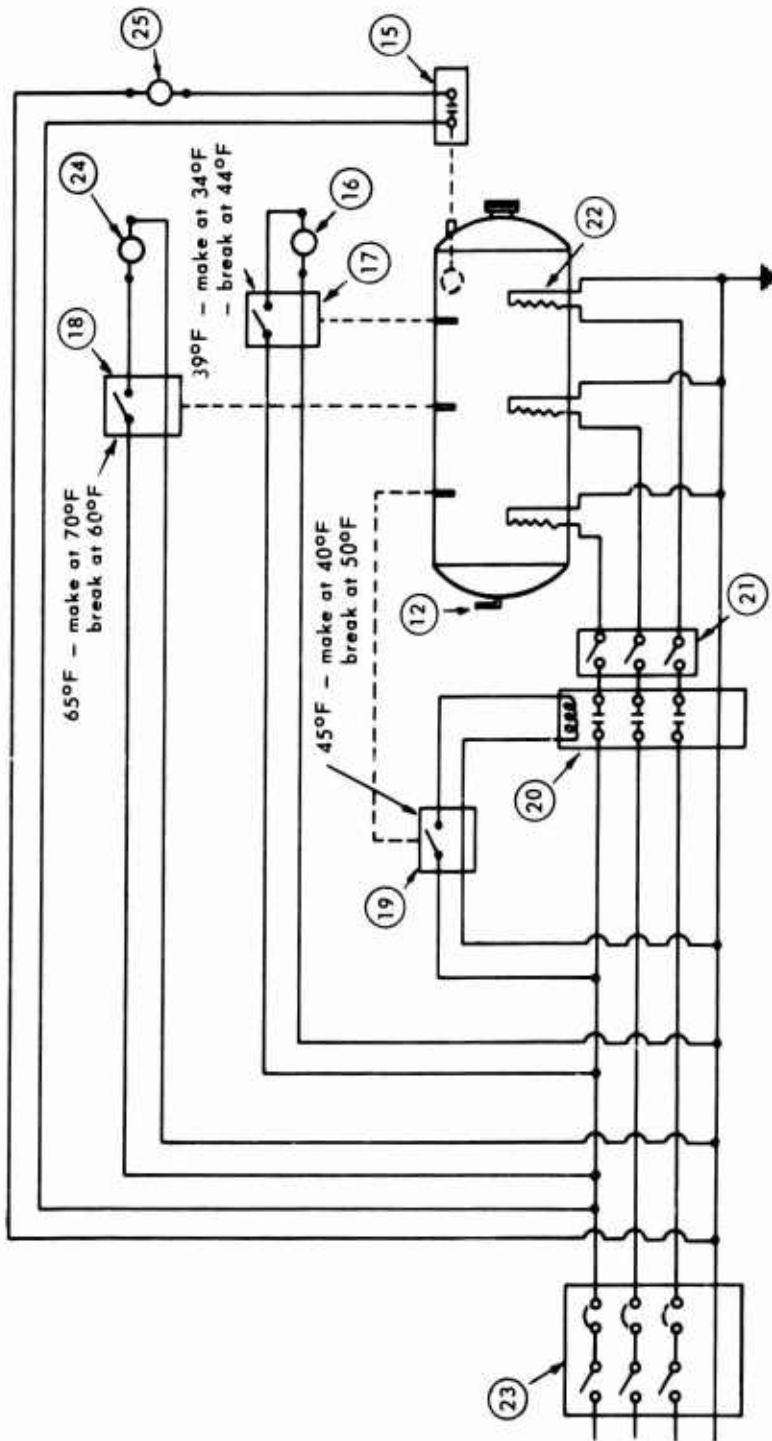 25
15
24
39°F – make at 34°F
– break at 44°F
16
17
18
22
65°F – make at 70°F
break at 60°F
12
45°F – make at 40°F
break at 50°F
21
20
19
23